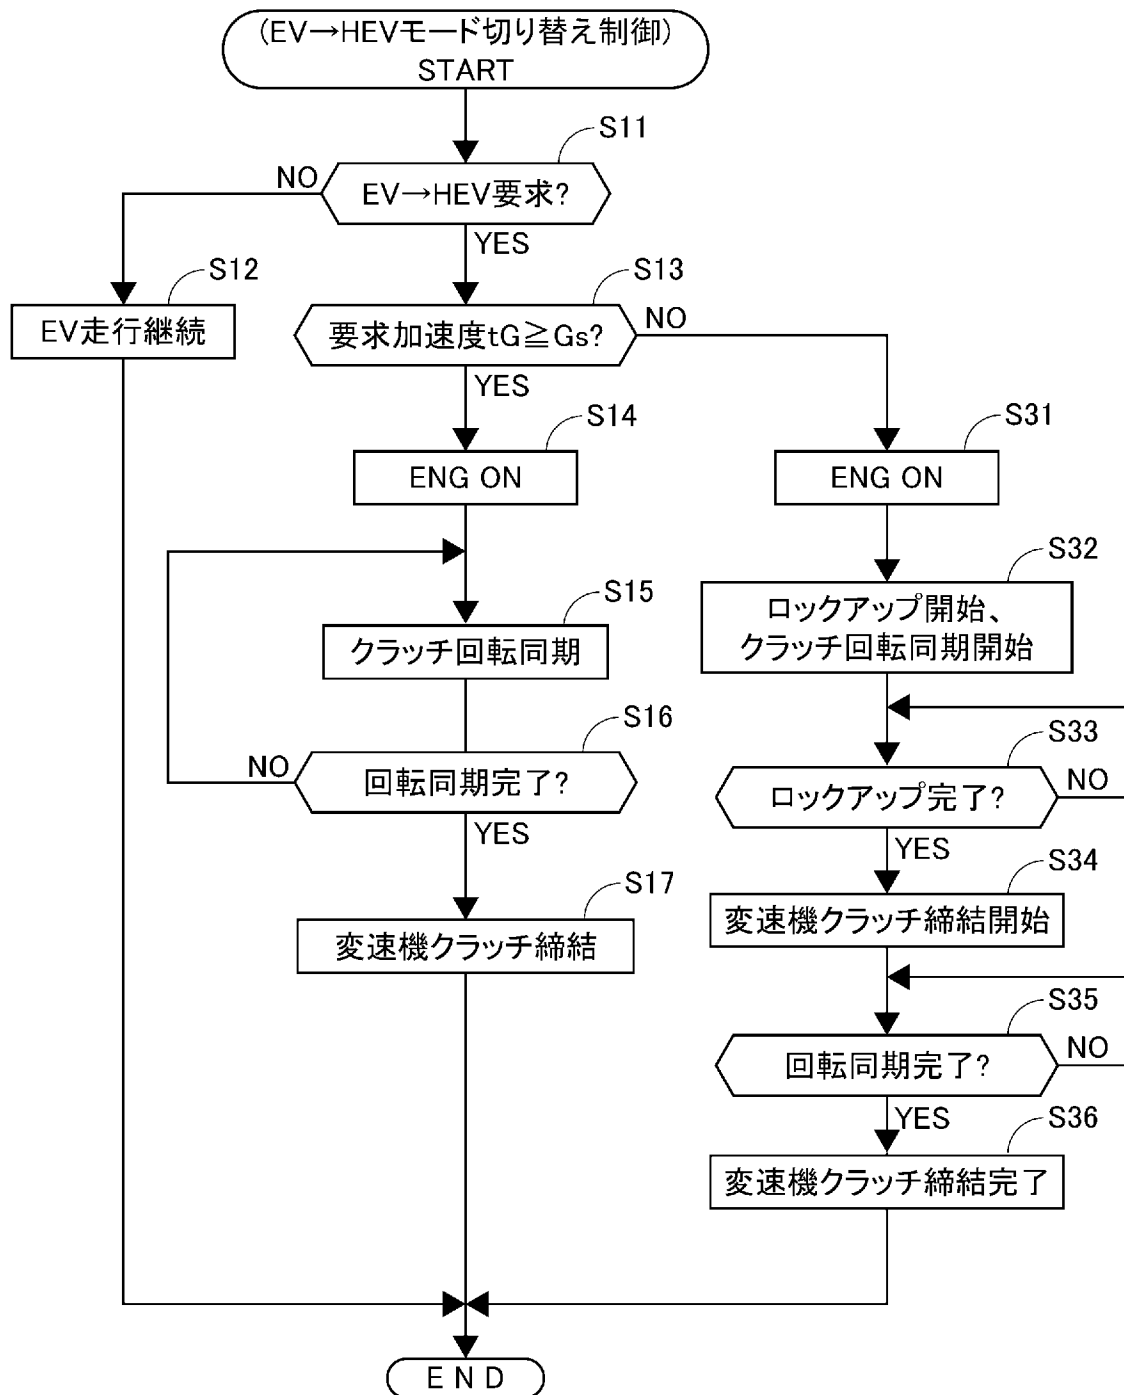 (EV→HEVモード切り替え制御)
START
S11
NO
EV→HEV要求?
YES
S12
S13
EV走行継続
要求加速度tG≧Gs?
NO
YES
S14
S31
ENG ON
ENG ON
S32
S15
ロックアップ開始、
クラッチ回転同期開始
クラッチ回転同期
S16
S33
NO
回転同期完了?
ロックアップ完了?
NO
YES
YES
S17
S34
変速機クラッチ締結
変速機クラッチ締結開始
S35
回転同期完了?
NO
YES
S36
変速機クラッチ締結完了
END